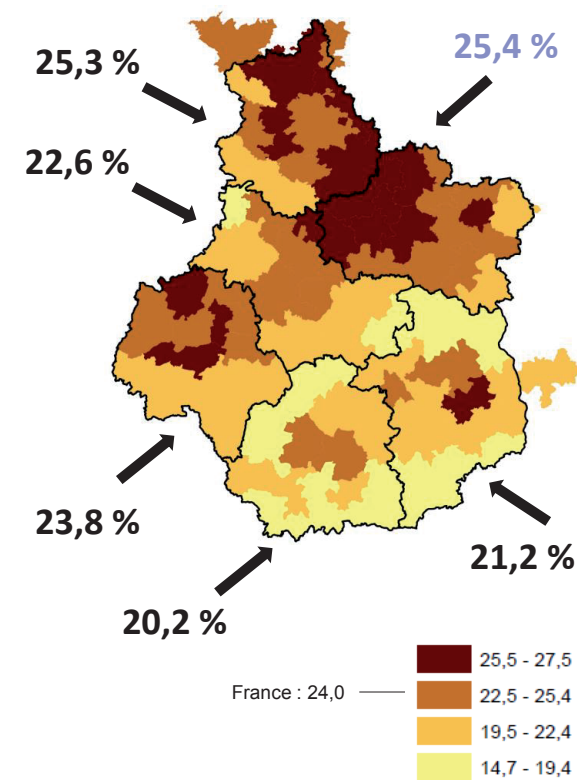 25,4 %
25,3 %
22,6 %
23,8 %
21,2 %
20,2 %
25,5 - 27,5
France : 24,0
22,5 - 25,4
19,5 - 22,4
14,7 - 19,4